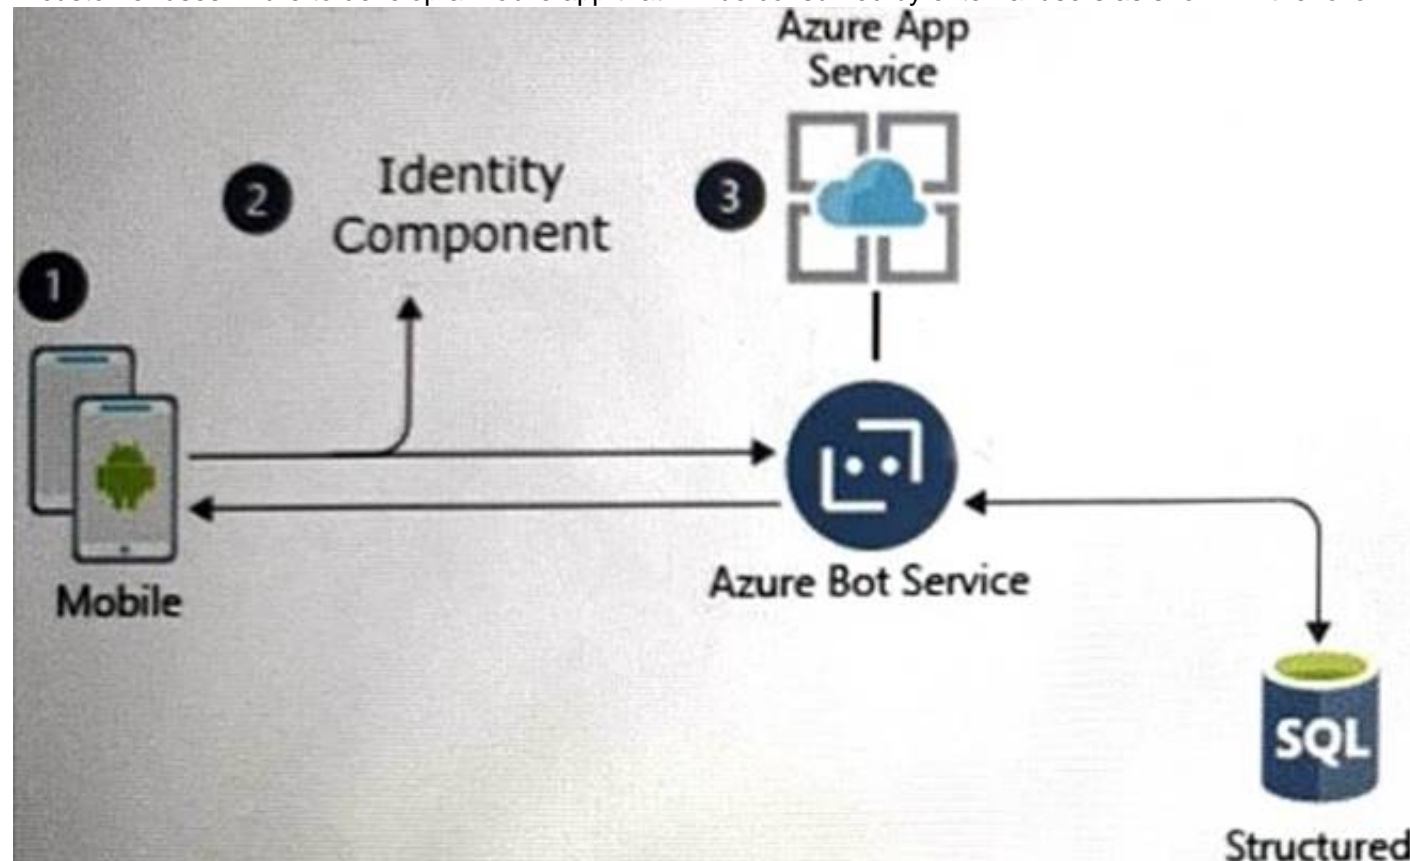 Azure App
Service
2
Identity
Component
3
1
Mobile
Azure Bot Service
SQL
Structured